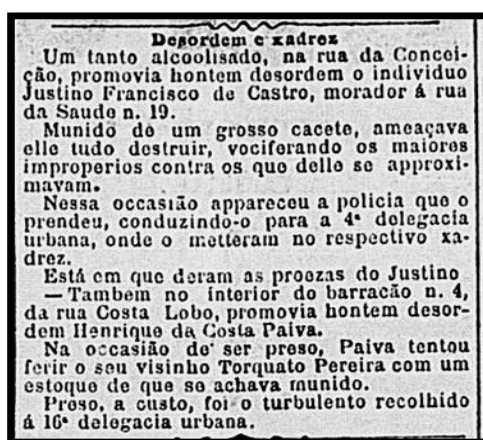 Desordem e xadrez
Um tanto alcoolisado, na rua da Concei-
ção, promovia hontem desordem o individuo
Justino Francisco de Castro, morador á rua
da Saude n. 19.
Munido de um grosso cacete, ameaçava
elle tudo destruir, vociferando os maiores
improperios contra os que delle se approxi-
mavam.
Nessa occasião appareceu a policia que o
prendeu, conduzindo-o para a 4ª delegacia
urbana, onde o metteram no respectivo xa-
drez.
Está em que deram as proezas do Justino
—Tambem no interior do barracão n. 4,
da rua Costa Lobo, promovia hontem desor-
dem Henrique da Costa Paiva.
Na occasião de ser preso, Paiva tentou
ferir o seu visinho Torquato Pereira com um
estoque de que se achava munido.
Preso, a custo, foi o turbulento recolhido
á 16ª delegacia urbana.